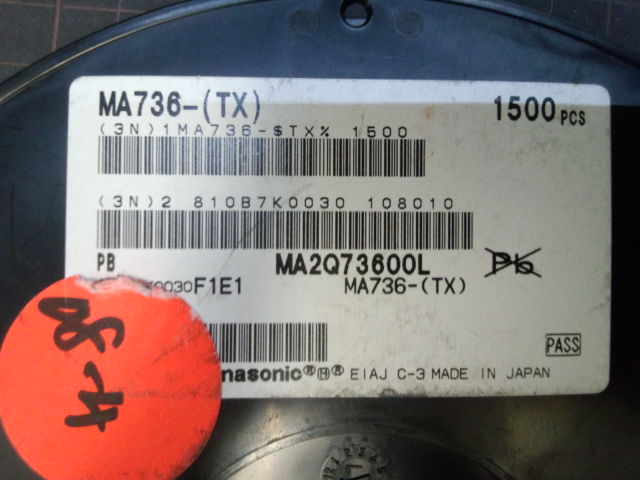 MA736-(TX) 1500 PCS
(3N)1MA736-$TX% 1500
(3N)2 810B7K0030 108010
PB MA2Q73600L Pb
0030F1E1 MA736-(TX)
PASS
nasonic®Ⓜ® EIAJ C-3 MADE IN JAPAN